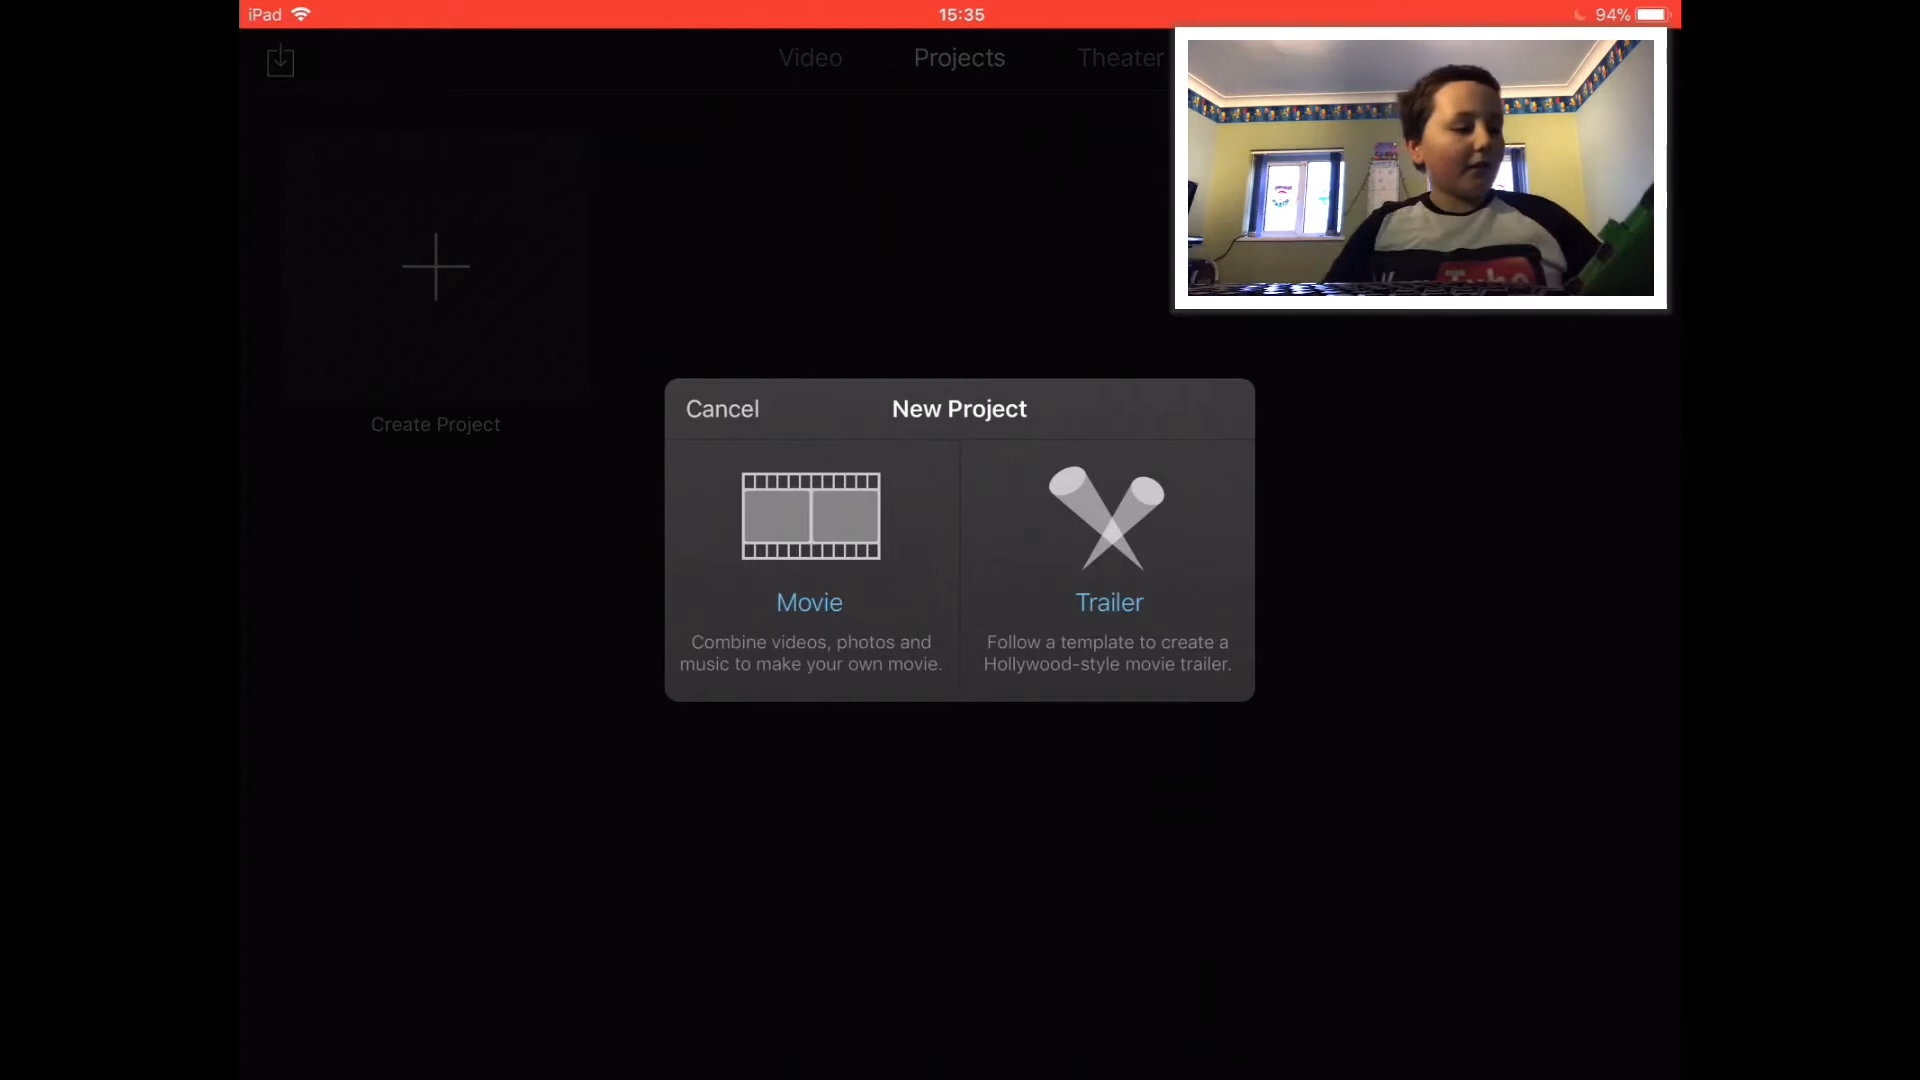 iPad
15:35
94%
Video
Projects
Theater
Create Project
Cancel
New Project
Movie
Combine videos, photos and
music to make your own movie.
Trailer
Follow a template to create a
Hollywood-style movie trailer.
Tube